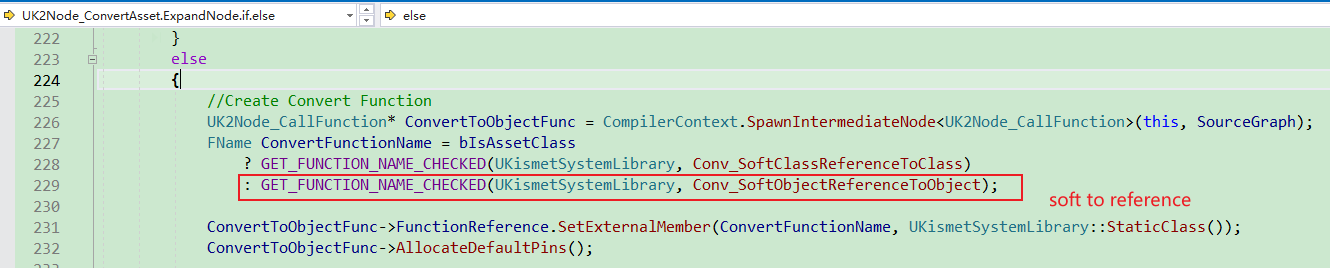 UK2Node_ConvertAsset.ExpandNode.if.else
else
222 }
223 else
224 {
225 //Create Convert Function
226 UK2Node_CallFunction* ConvertToObjectFunc = CompilerContext.SpawnIntermediateNode<UK2Node_CallFunction>(this, SourceGraph);
227 FName ConvertFunctionName = bIsAssetClass
228 ? GET_FUNCTION_NAME_CHECKED(UKismetSystemLibrary, Conv_SoftClassReferenceToClass)
229 : GET_FUNCTION_NAME_CHECKED(UKismetSystemLibrary, Conv_SoftObjectReferenceToObject);
soft to reference
230
231 ConvertToObjectFunc->FunctionReference.SetExternalMember(ConvertFunctionName, UKismetSystemLibrary::StaticClass());
232 ConvertToObjectFunc->AllocateDefaultPins();